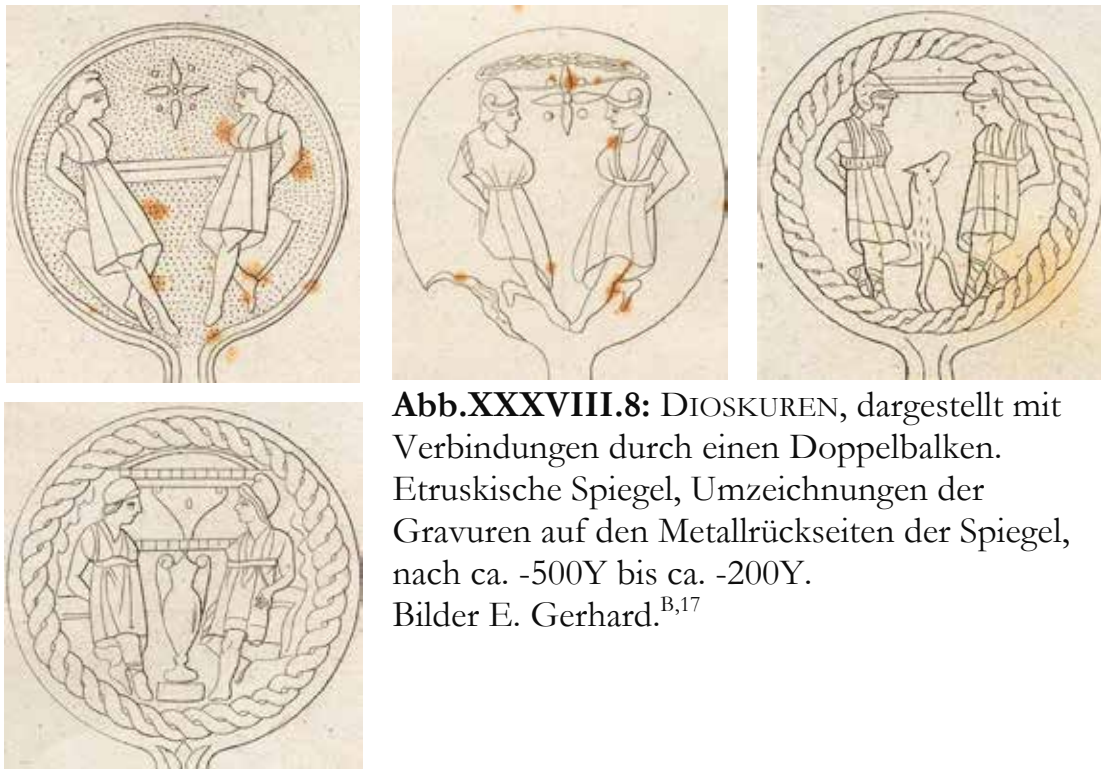 Abb.XXXVIII.8: DIOSKUREN, dargestellt mit
Verbindungen durch einen Doppelbalken.
Etruskische Spiegel, Umzeichnungen der
Gravuren auf den Metallrückseiten der Spiegel,
nach ca. -500Y bis ca. -200Y.
Bilder E. Gerhard.B,17